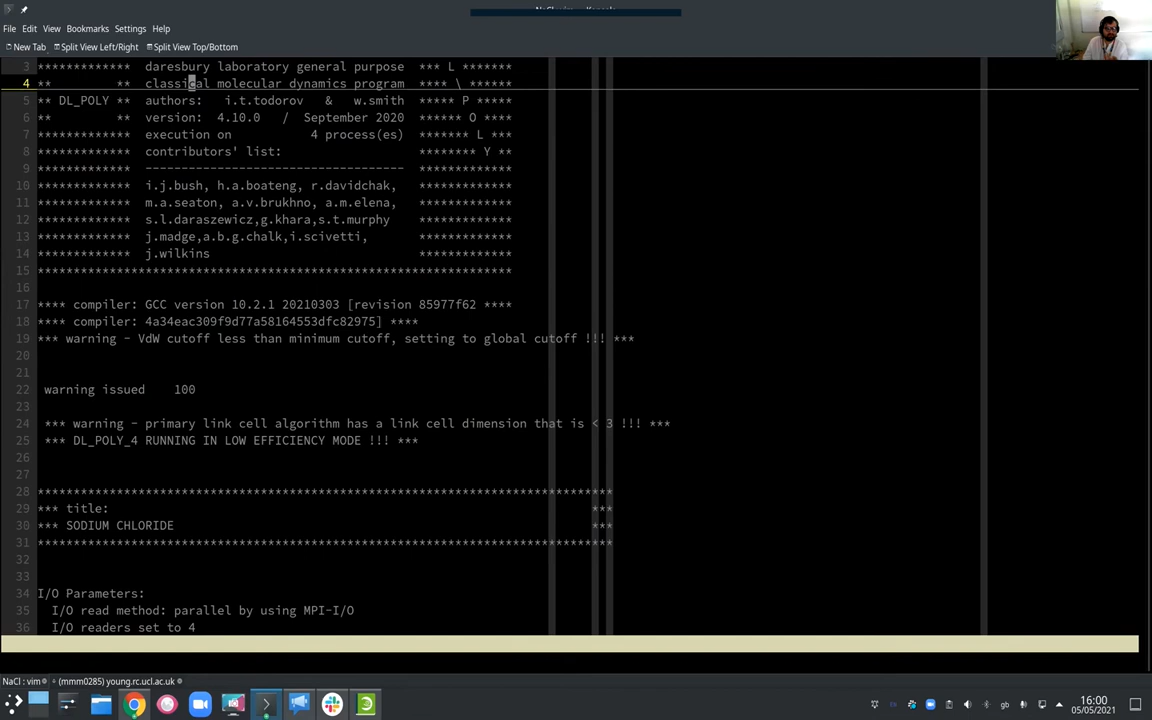 File Edit View Bookmarks Settings Help
New Tab Split View Left/Right Split View Top/Bottom
3 ************* daresbury laboratory general purpose *** L *******
4 ** ** classical molecular dynamics program **** \ ******
5 ** DL_POLY ** authors: i.t.todorov & w.smith ***** P *****
6 ** ** version: 4.10.0 / September 2020 ****** O ****
7 ************* execution on 4 process(es) ******* L ***
8 ************* contributors' list: ******** Y **
9 ************* ------------------------------------ *************
10 ************* i.j.bush, h.a.boateng, r.davidchak, *************
11 ************* m.a.seaton, a.v.brukhno, a.m.elena, *************
12 ************* s.l.daraszewicz,g.khara,s.t.murphy *************
13 ************* j.madge,a.b.g.chalk,i.scivetti, *************
14 ************* j.wilkins *************
15 ******************************************************************
16
17 **** compiler: GCC version 10.2.1 20210303 [revision 85977f62 ****
18 **** compiler: 4a34eac309f9d77a58164553dfc82975] ****
19 *** warning - VdW cutoff less than minimum cutoff, setting to global cutoff !!! ***
20
21
22 warning issued 100
23
24 *** warning - primary link cell algorithm has a link cell dimension that is < 3 !!! ***
25 *** DL_POLY_4 RUNNING IN LOW EFFICIENCY MODE !!! ***
26
27
28 ********************************************************************************
29 *** title: ***
30 *** SODIUM CHLORIDE ***
31 ********************************************************************************
32
33
34 I/O Parameters:
35 I/O read method: parallel by using MPI-I/O
36 I/O readers set to 4
NaCl : vim (mmm0285) young.rc.ucl.ac.uk
gb
16:00
05/05/2021